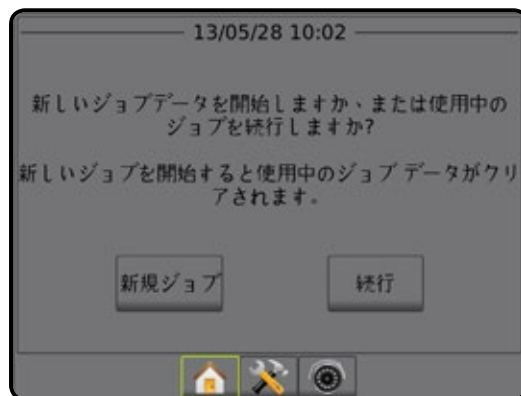 13/05/28 10:02
新しいジョブデータを開始しますか、または使用中の
ジョブを続行しますか?
新しいジョブを開始すると使用中のジョブ データがクリ
アされます。
新規ジョブ
続行